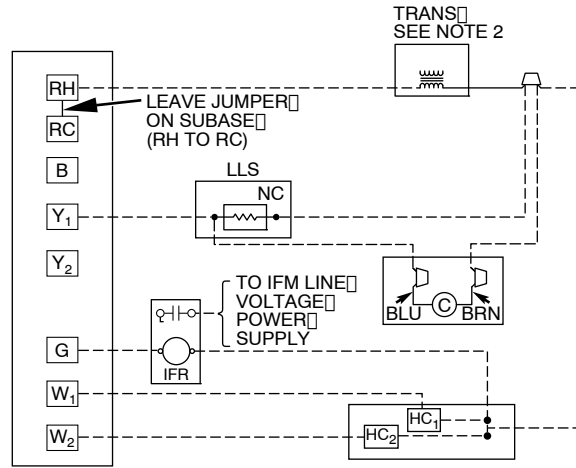 TRANS▯
SEE NOTE 2
RH
LEAVE JUMPER▯
ON SUBASE▯
(RH TO RC)
RC
B
LLS
NC
Y1
Y2
BLU
C
BRN
TO IFM LINE▯
VOLTAGE▯
POWER▯
SUPPLY
G
IFR
W1
HC1
W2
HC2